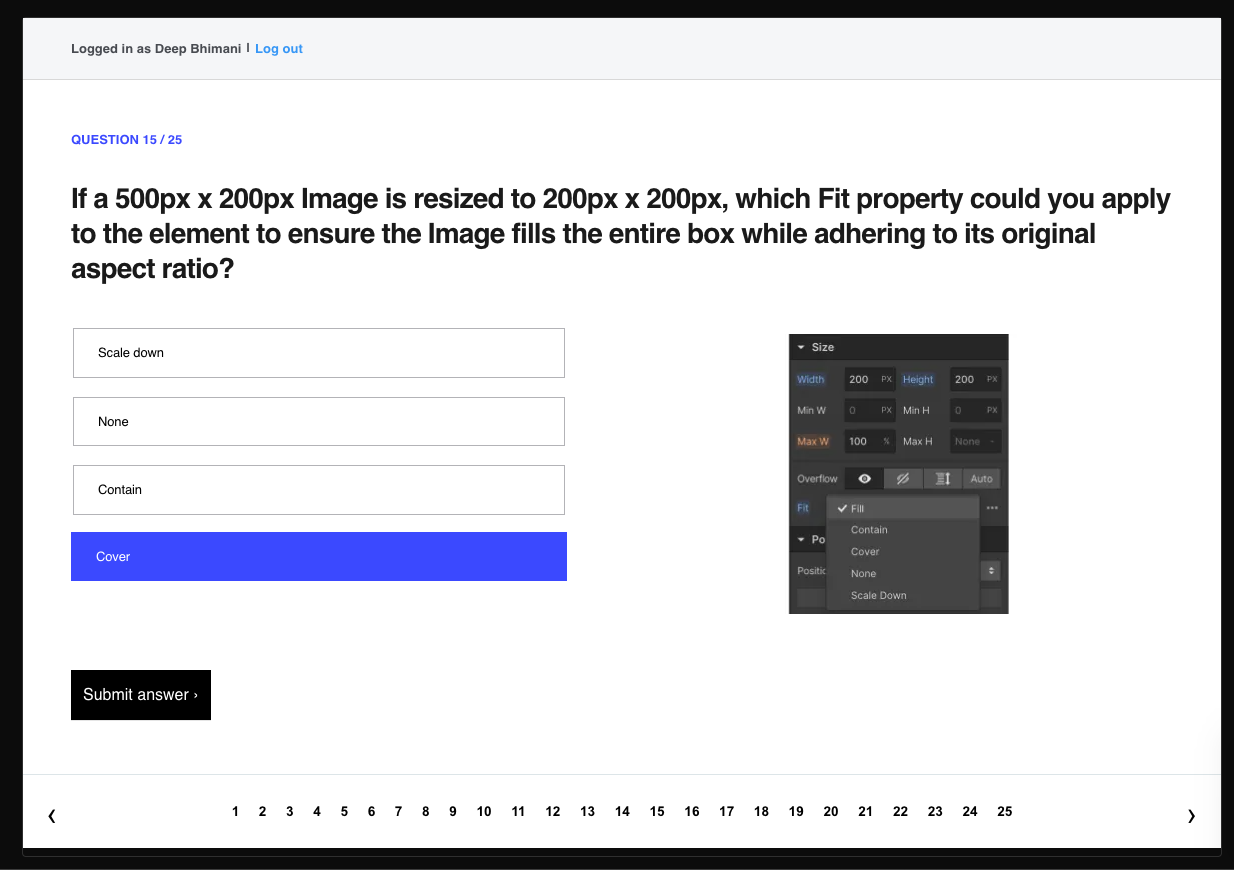 Logged in as Deep Bhimani | Log out
QUESTION 15 / 25
If a 500px x 200px Image is resized to 200px x 200px, which Fit property could you apply
to the element to ensure the Image fills the entire box while adhering to its original
aspect ratio?
Scale down
None
Contain
Cover
Size
Width 200 PX Height 200 PX
Min W 0 PX Min H 0 PX
Max W 100 % Max H None -
Overflow Auto
Fit Fill
Contain
Po
Cover
Positic
None
Scale Down
Submit answer ›
‹ 1 2 3 4 5 6 7 8 9 10 11 12 13 14 15 16 17 18 19 20 21 22 23 24 25 ›